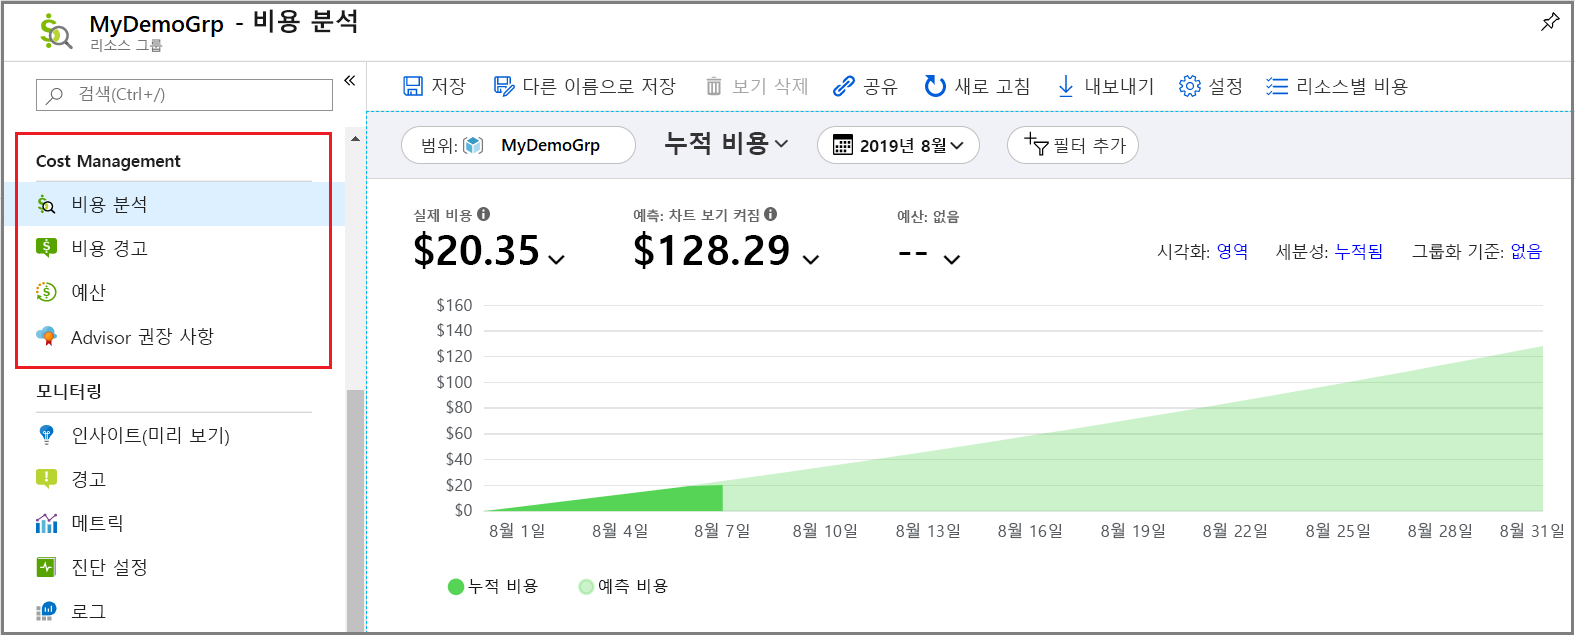 MyDemoGrp - 비용 분석
리소스 그룹
검색(Ctrl+/)
Cost Management
비용 분석
비용 경고
예산
Advisor 권장 사항
모니터링
인사이트(미리 보기)
경고
메트릭
진단 설정
로그
저장 다른 이름으로 저장 보기 삭제 공유 새로 고침 내보내기 설정 리소스별 비용
범위: MyDemoGrp 누적 비용 2019년 8월 필터 추가
실제 비용 예측: 차트 보기 켜짐 예산: 없음
$20.35 $128.29 --
시각화: 영역 세분성: 누적됨 그룹화 기준: 없음
$160
$140
$120
$100
$80
$60
$40
$20
$0
8월 1일 8월 4일 8월 7일 8월 10일 8월 13일 8월 16일 8월 19일 8월 22일 8월 25일 8월 28일 8월 31일
누적 비용 예측 비용